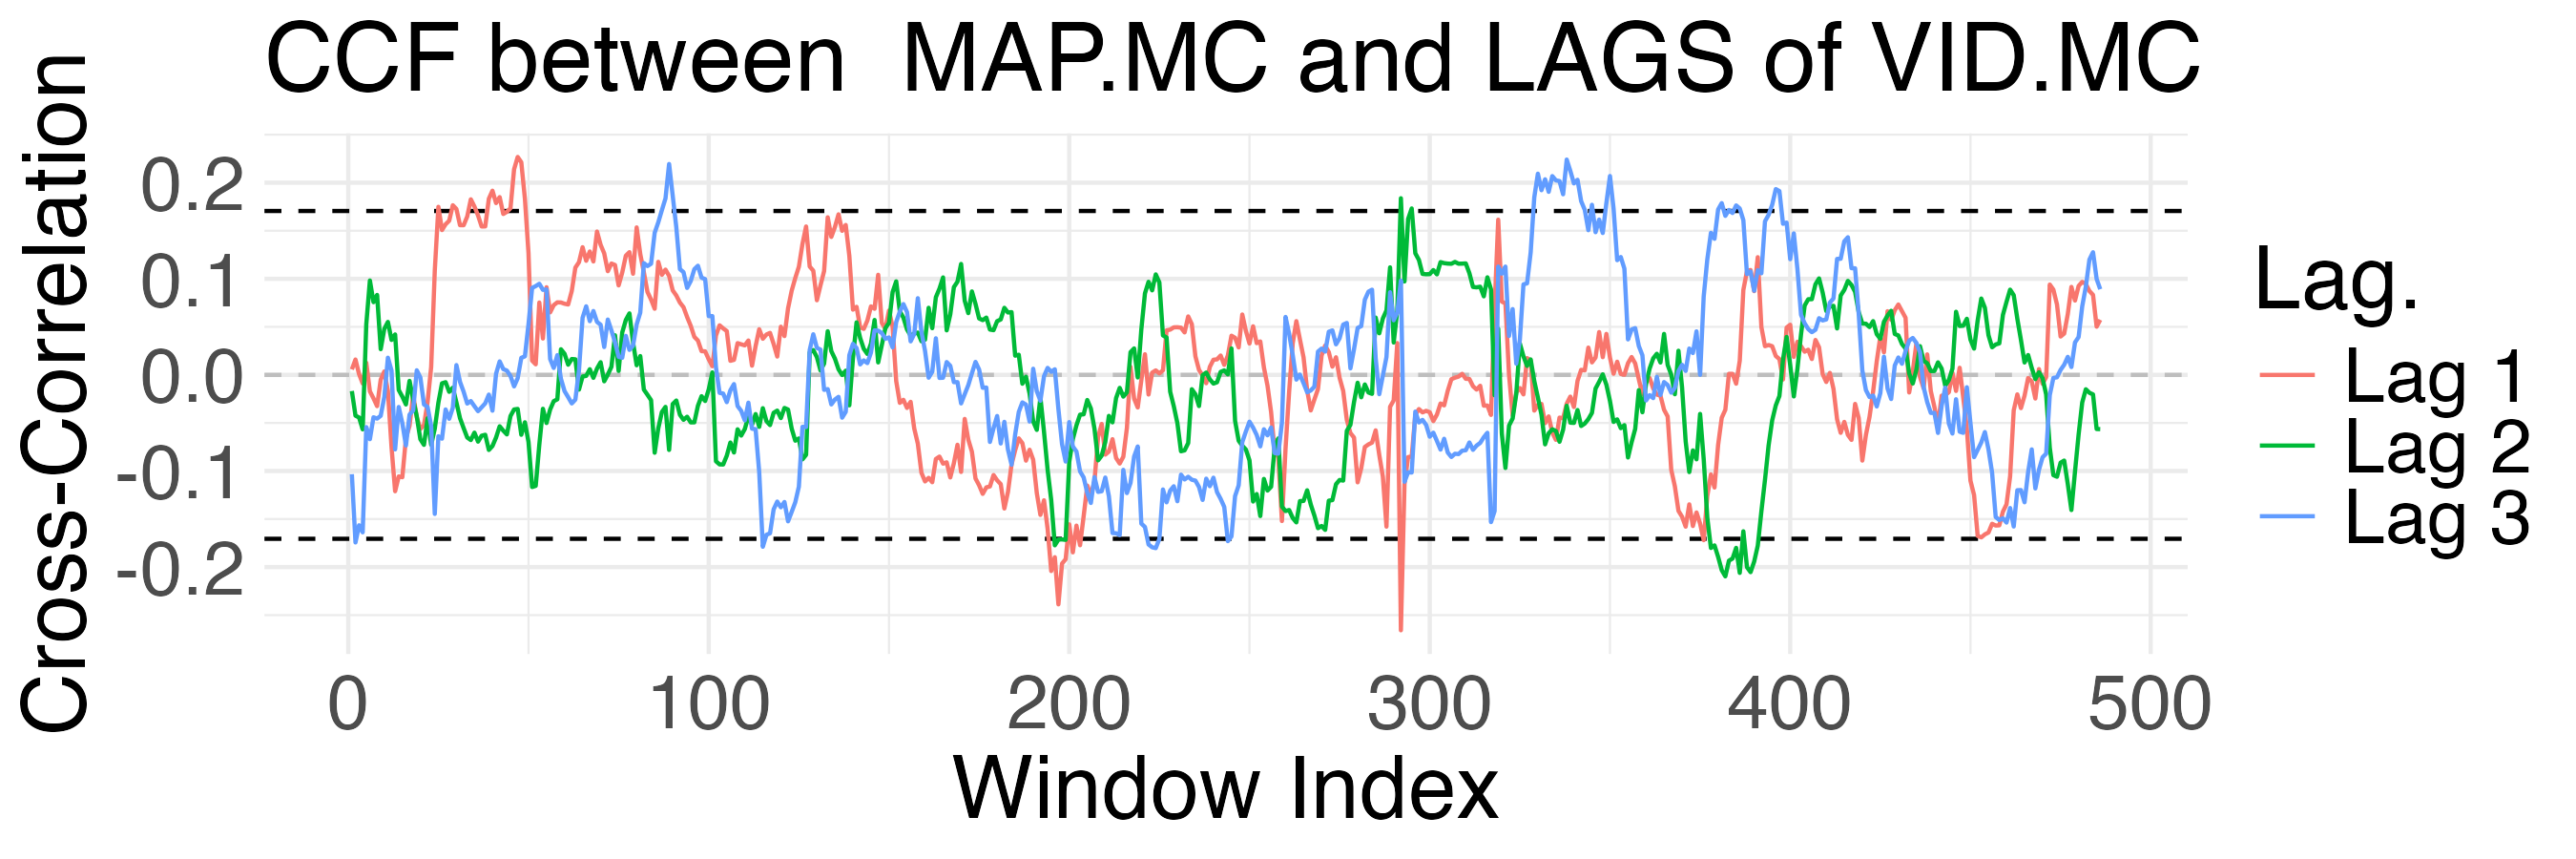 CCF between  MAP.MC and LAGS of VID.MC
Cross-Correlation
0.2
0.1
0.0
-0.1
-0.2
0 100 200 300 400 500
Window Index
Lag.
Lag 1
Lag 2
Lag 3